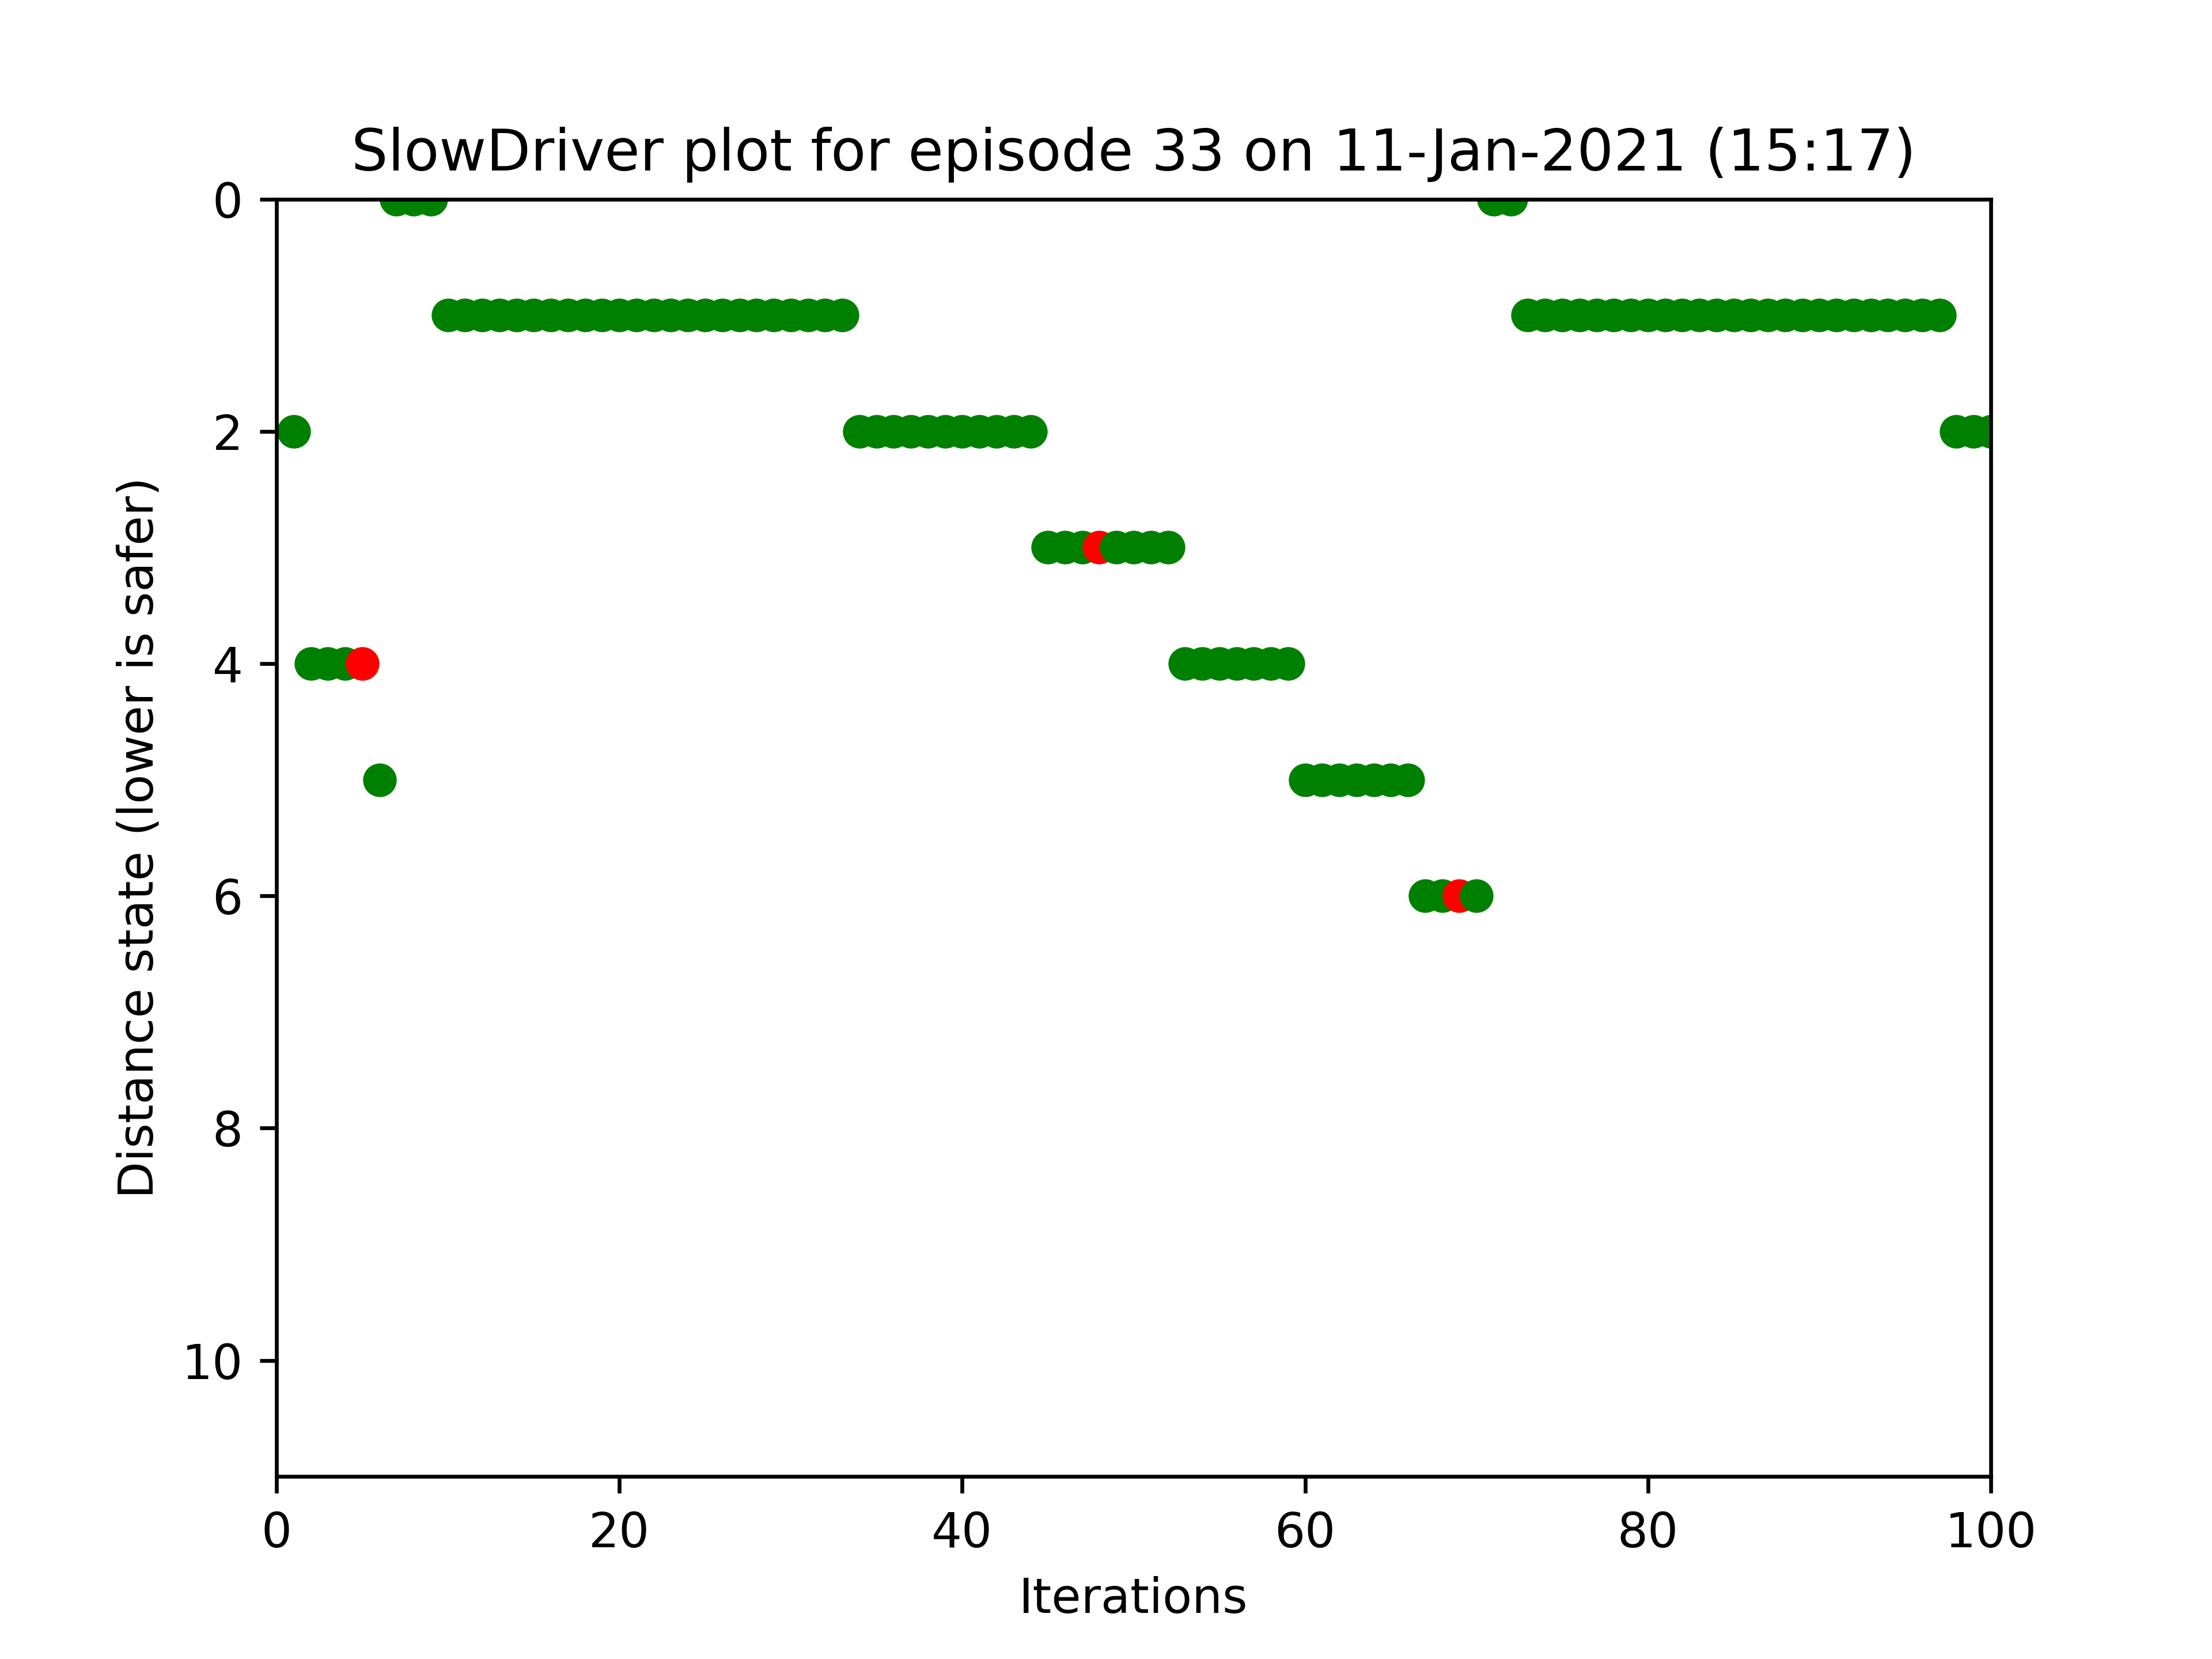 SlowDriver plot for episode 33 on 11-Jan-2021 (15:17)
0
2
4
6
8
10
Distance state (lower is safer)
0 20 40 60 80 100
Iterations